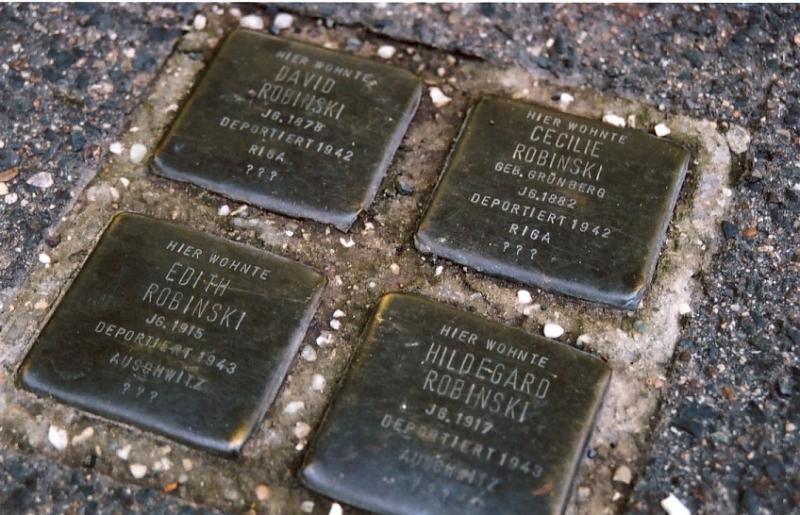 HIER WOHNTE
DAVID
ROBINSKI
JG. 1878
DEPORTIERT 1942
RIGA
???
HIER WOHNTE
CECILIE
ROBINSKI
GEB. GRÜNBERG
JG. 1882
DEPORTIERT 1942
RIGA
???
HIER WOHNTE
EDITH
ROBINSKI
JG. 1915
DEPORTIERT 1943
AUSCHWITZ
???
HIER WOHNTE
HILDEGARD
ROBINSKI
JG. 1917
DEPORTIERT 1943
AUSCHWITZ
???